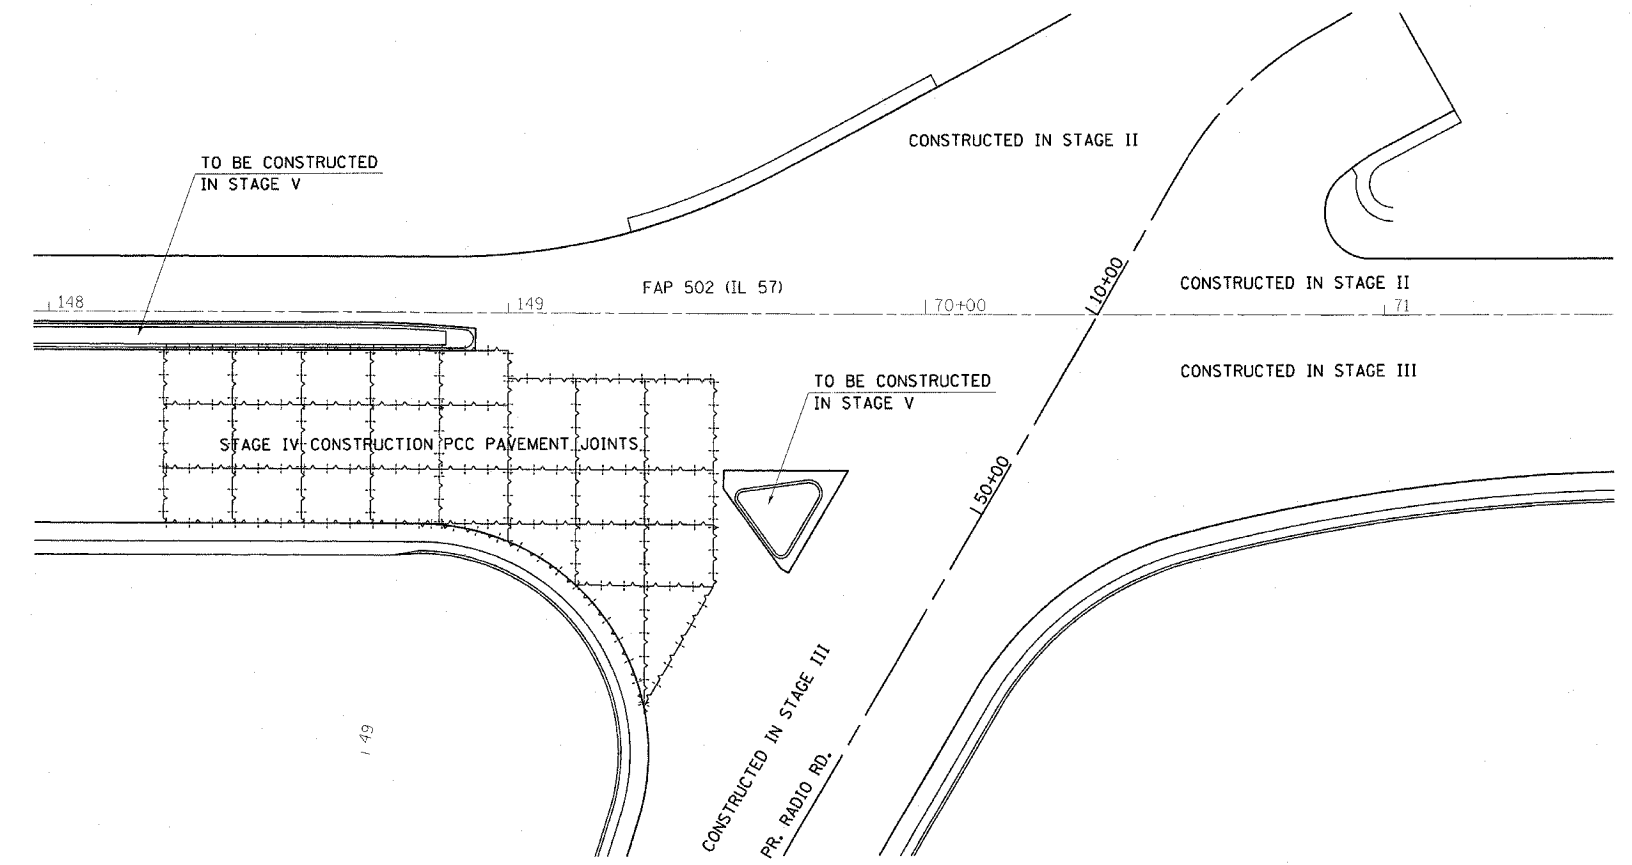 CONSTRUCTED IN STAGE II
TO BE CONSTRUCTED
IN STAGE V
FAP 502 (IL 57)
CONSTRUCTED IN STAGE II
148
149
70+00
10+00
71
CONSTRUCTED IN STAGE III
TO BE CONSTRUCTED
IN STAGE V
STAGE IV CONSTRUCTION PCC PAVEMENT JOINTS
50+00
CONSTRUCTED IN STAGE III
PR. RADIO RD.
49